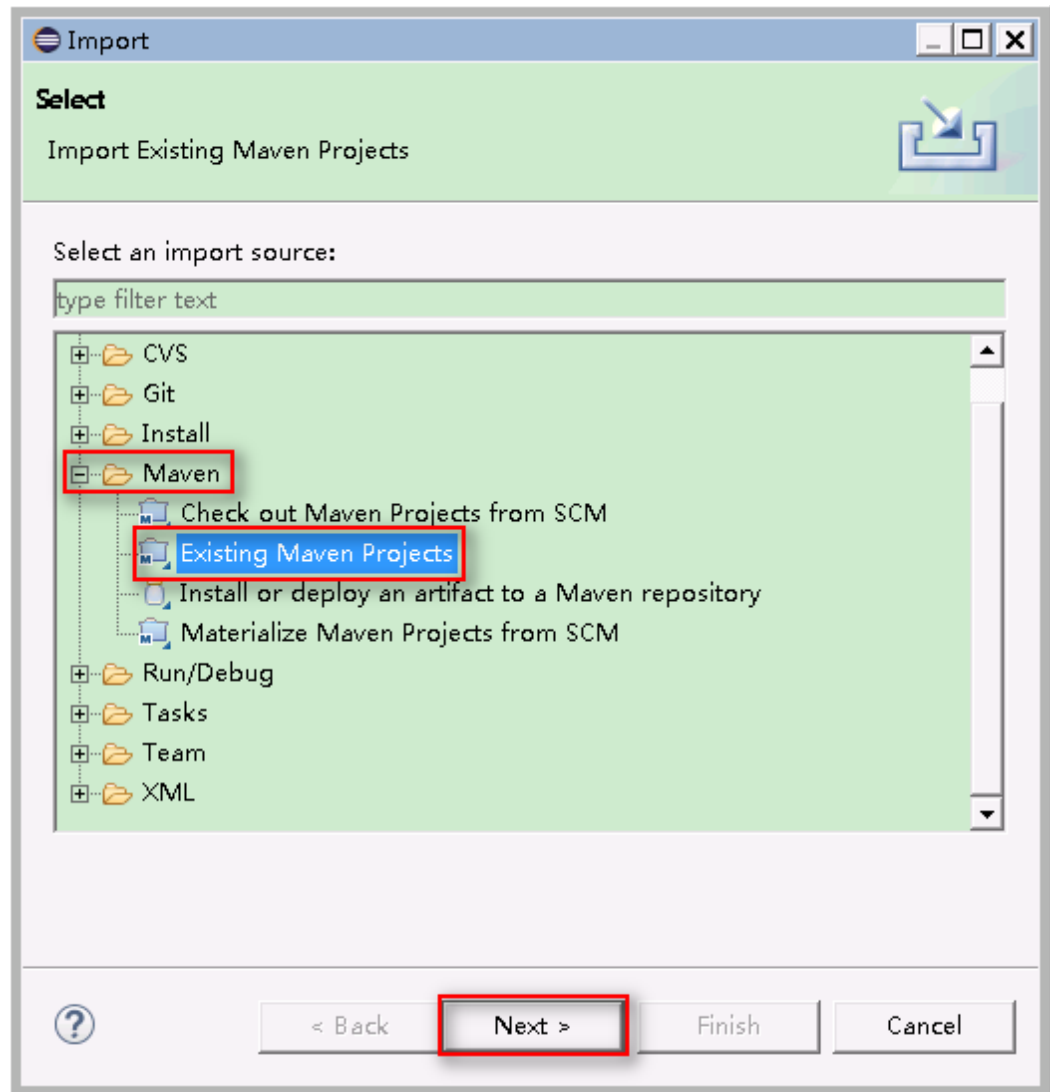 Import
Select
Import Existing Maven Projects
Select an import source:
type filter text
CVS
Git
Install
Maven
Check out Maven Projects from SCM
Existing Maven Projects
Install or deploy an artifact to a Maven repository
Materialize Maven Projects from SCM
Run/Debug
Tasks
Team
XML
? < Back Next > Finish Cancel